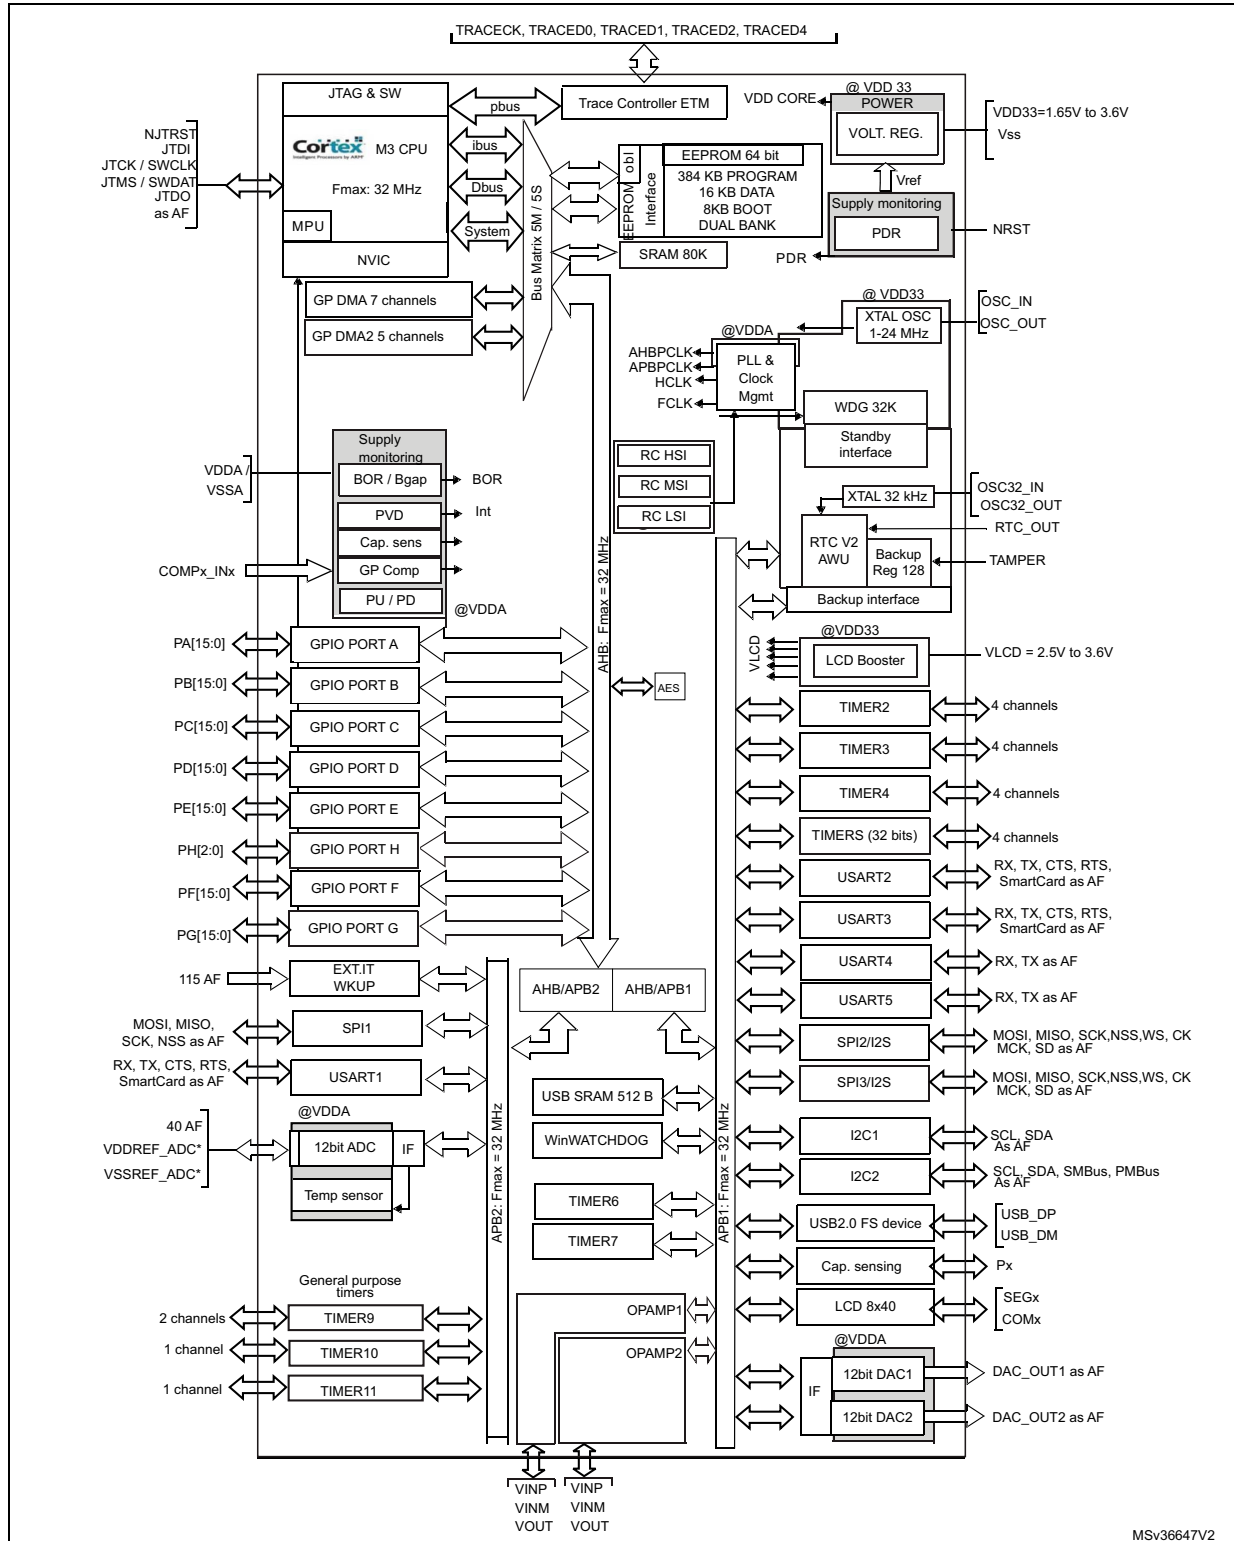 TRACECK, TRACED0, TRACED1, TRACED2, TRACED4
JTAG & SW
pbus
Trace Controller ETM
VDD CORE
@ VDD 33
POWER
VOLT. REG.
VDD33=1.65V to 3.6V
Vss
NJTRST
JTDI
JTCK / SWCLK
JTMS / SWDAT
JTDO
as AF
Cortex
Intelligent Processors by ARM
M3 CPU
Fmax: 32 MHz
MPU
NVIC
ibus
Dbus
System
Bus Matrix 5M / 5S
EEPROM
Interface
obl
EEPROM 64 bit
384 KB PROGRAM
16 KB DATA
8KB BOOT
DUAL BANK
SRAM 80K
Vref
Supply monitoring
PDR
NRST
PDR
GP DMA 7 channels
GP DMA2 5 channels
@ VDD33
XTAL OSC
1-24 MHz
OSC_IN
OSC_OUT
@VDDA
PLL &
Clock
Mgmt
AHBPCLK
APBPCLK
HCLK
FCLK
WDG 32K
Standby
interface
RC HSI
RC MSI
RC LSI
Supply
monitoring
BOR / Bgap
BOR
PVD
Int
Cap. sens
GP Comp
PU / PD
@VDDA
VDDA /
VSSA
COMPx_INx
XTAL 32 kHz
OSC32_IN
OSC32_OUT
RTC_OUT
RTC V2
AWU
Backup
Reg 128
TAMPER
Backup interface
AHB: Fmax = 32 MHz
@VDD33
VLCD
LCD Booster
VLCD = 2.5V to 3.6V
AES
PA[15:0]
GPIO PORT A
PB[15:0]
GPIO PORT B
PC[15:0]
GPIO PORT C
PD[15:0]
GPIO PORT D
PE[15:0]
GPIO PORT E
PH[2:0]
GPIO PORT H
PF[15:0]
GPIO PORT F
PG[15:0]
GPIO PORT G
TIMER2
4 channels
TIMER3
4 channels
TIMER4
4 channels
TIMERS (32 bits)
4 channels
USART2
RX, TX, CTS, RTS,
SmartCard as AF
USART3
RX, TX, CTS, RTS,
SmartCard as AF
USART4
RX, TX as AF
USART5
RX, TX as AF
SPI2/I2S
MOSI, MISO, SCK,NSS,WS, CK
MCK, SD as AF
SPI3/I2S
MOSI, MISO, SCK,NSS,WS, CK
MCK, SD as AF
I2C1
SCL, SDA
As AF
I2C2
SCL, SDA, SMBus, PMBus
As AF
USB2.0 FS device
USB_DP
USB_DM
Cap. sensing
Px
LCD 8x40
SEGx
COMx
@VDDA
IF
12bit DAC1
DAC_OUT1 as AF
12bit DAC2
DAC_OUT2 as AF
115 AF
EXT.IT
WKUP
AHB/APB2
AHB/APB1
MOSI, MISO,
SCK, NSS as AF
SPI1
RX, TX, CTS, RTS,
SmartCard as AF
USART1
@VDDA
40 AF
VDDREF_ADC*
VSSREF_ADC*
12bit ADC
IF
Temp sensor
APB2: Fmax = 32 MHz
USB SRAM 512 B
WinWATCHDOG
TIMER6
TIMER7
APB1: Fmax = 32 MHz
General purpose
timers
2 channels
TIMER9
1 channel
TIMER10
1 channel
TIMER11
OPAMP1
OPAMP2
VINP
VINM
VOUT
VINP
VINM
VOUT
MSv36647V2